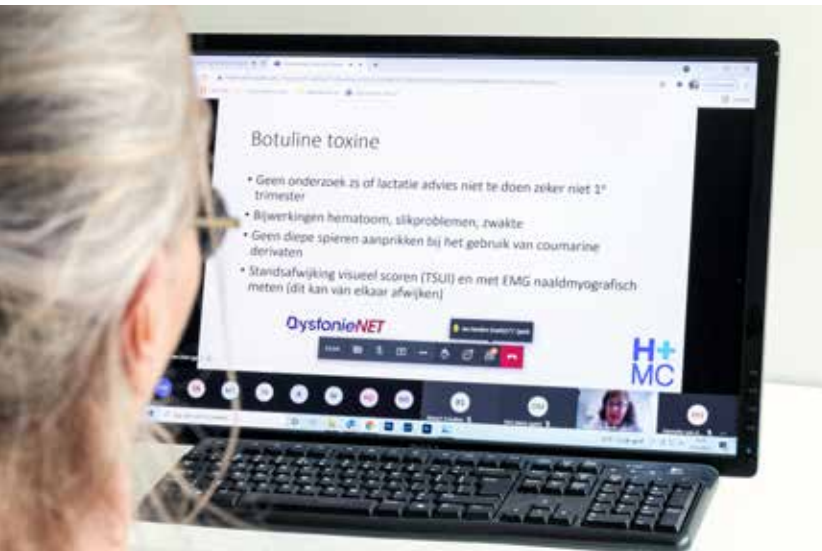 Botuline toxine
• Geen onderzoek zs of lactatie advies niet te doen zeker niet 1e
trimester
• Bijwerkingen hematoom, slikproblemen, zwakte
• Geen diepe spieren aanprikken bij het gebruik van coumarine
derivaten
• Standsafwijking visueel scoren (TSUI) en met EMG naaldmyografisch
meten (dit kan van elkaar afwijken)
DystonieNET
H+
MC